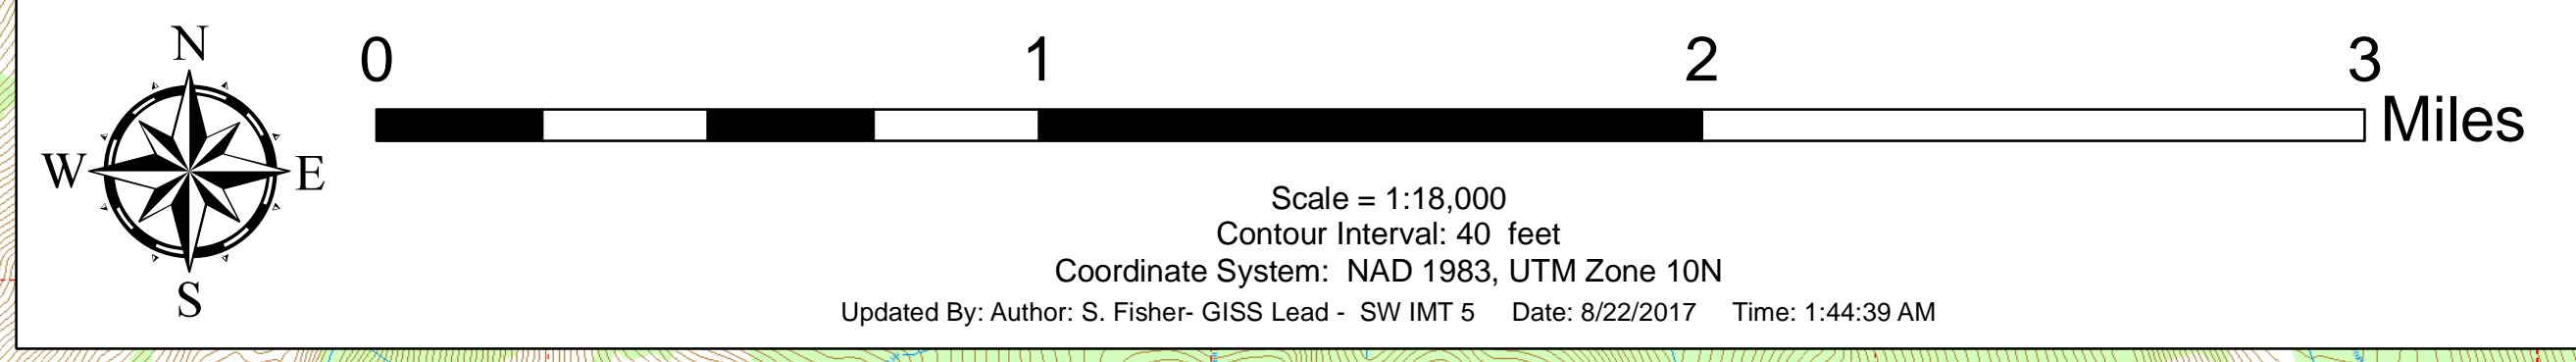 N
W E
S
0 1 2 3
Miles
Scale = 1:18,000
Contour Interval: 40 feet
Coordinate System: NAD 1983, UTM Zone 10N
Updated By: Author: S. Fisher- GISS Lead - SW IMT 5 Date: 8/22/2017 Time: 1:44:39 AM